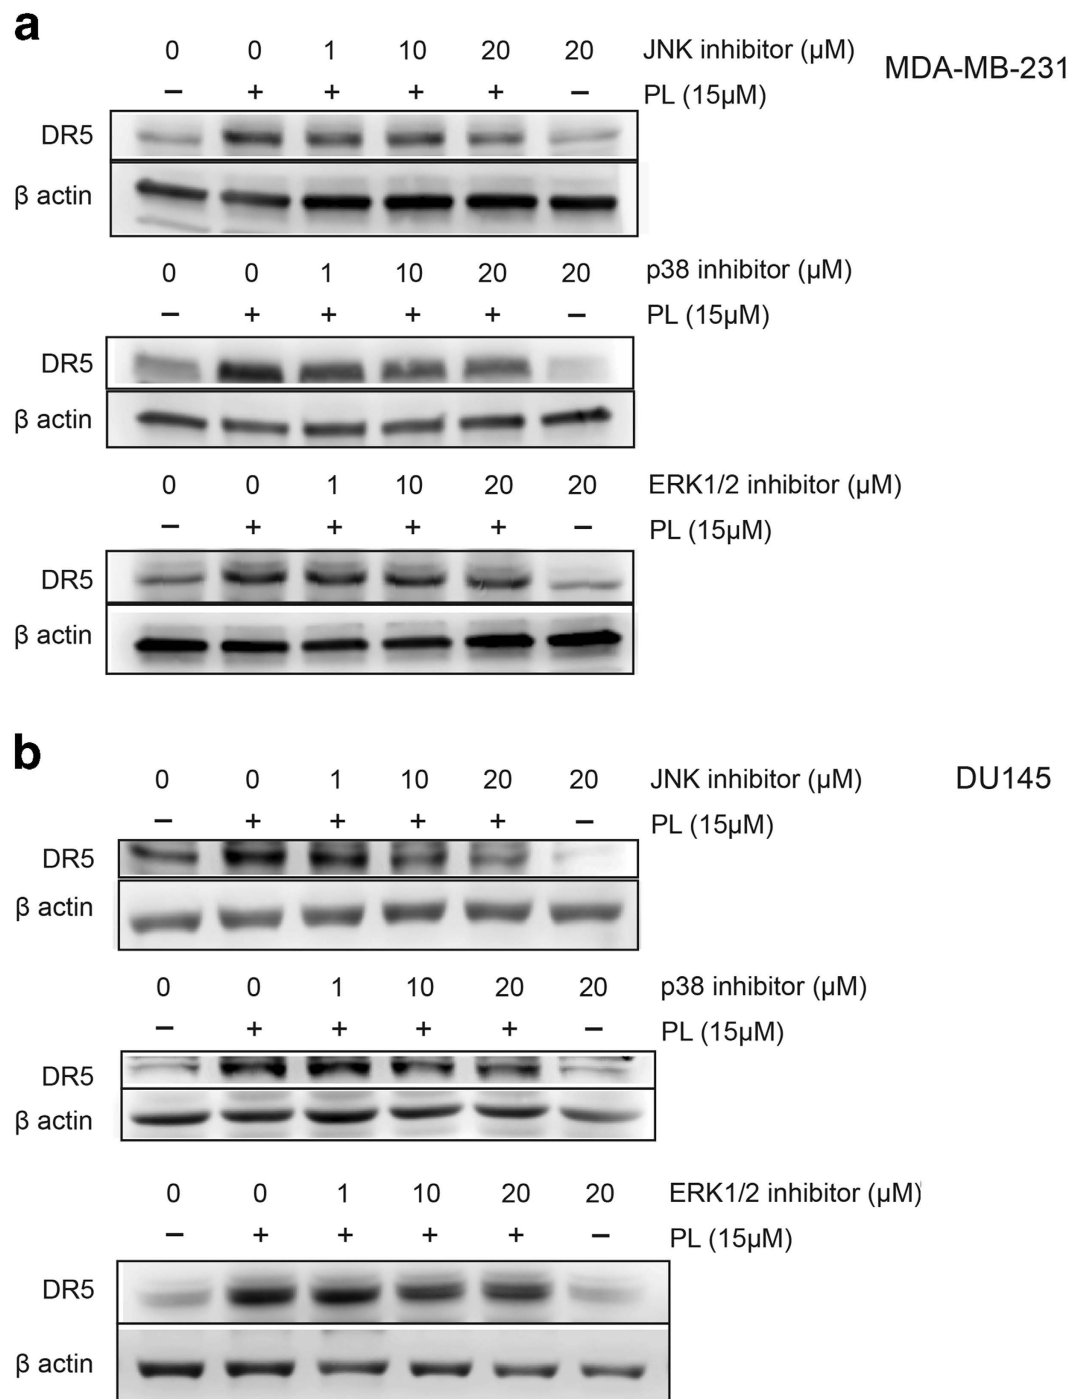 a
0 0 1 10 20 20 JNK inhibitor (µM) MDA-MB-231
– + + + + – PL (15µM)
DR5
β actin
0 0 1 10 20 20 p38 inhibitor (µM)
– + + + + – PL (15µM)
DR5
β actin
0 0 1 10 20 20 ERK1/2 inhibitor (µM)
– + + + + – PL (15µM)
DR5
β actin
b
0 0 1 10 20 20 JNK inhibitor (µM) DU145
– + + + + – PL (15µM)
DR5
β actin
0 0 1 10 20 20 p38 inhibitor (µM)
– + + + + – PL (15µM)
DR5
β actin
0 0 1 10 20 20 ERK1/2 inhibitor (µM)
– + + + + – PL (15µM)
DR5
β actin